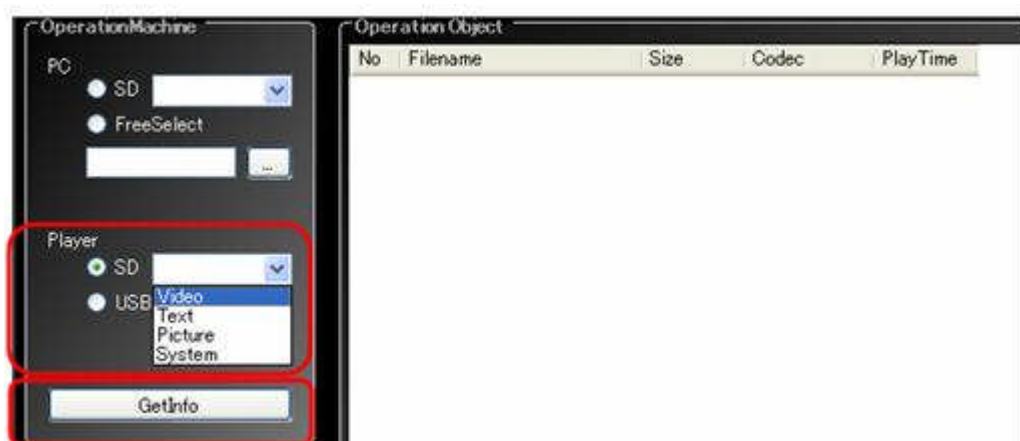 OperationMachine
PC
SD
FreeSelect
...
Player
SD
USB
Video
Text
Picture
System
GetInfo
Operation Object
No Filename Size Codec PlayTime